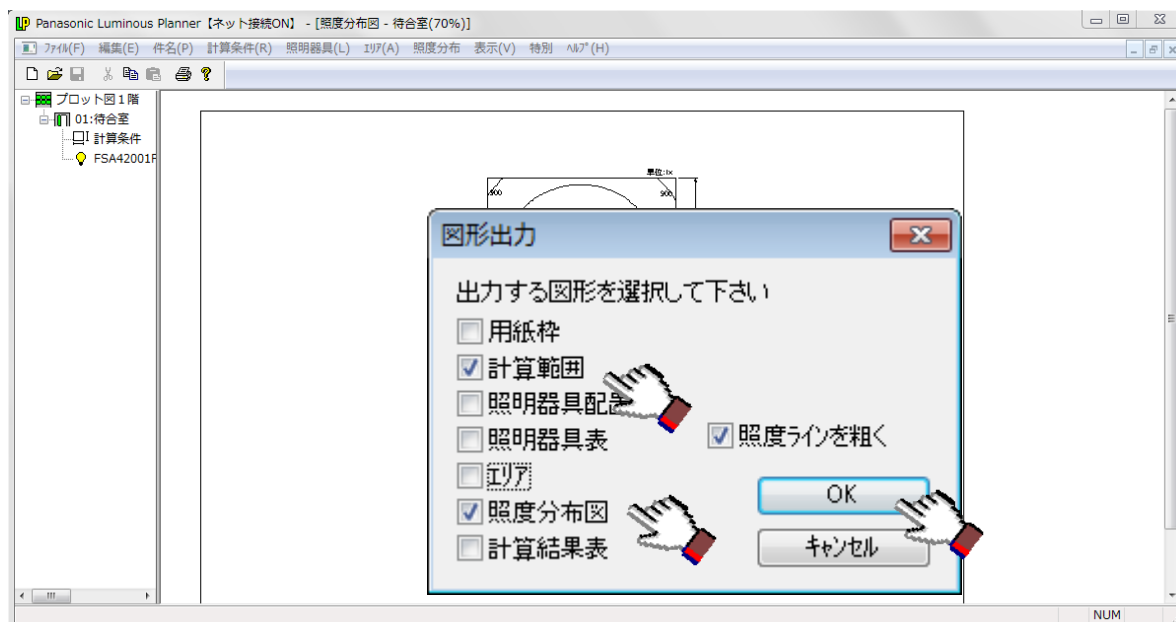 Panasonic Luminous Planner【ネット接続ON】 - [照度分布図 - 待合室(70%)]
ﾌｧｲﾙ(F) 編集(E) 件名(P) 計算条件(R) 照明器具(L) ｴﾘｱ(A) 照度分布 表示(V) 特別 ﾍﾙﾌﾟ(H)
プロット図１階
01:待合室
計算条件
FSA42001F
単位:lx
900
900
図形出力
出力する図形を選択して下さい
用紙枠
計算範囲
照明器具配置
照明器具表
照度ラインを粗く
エリア
OK
照度分布図
計算結果表
キャンセル
NUM